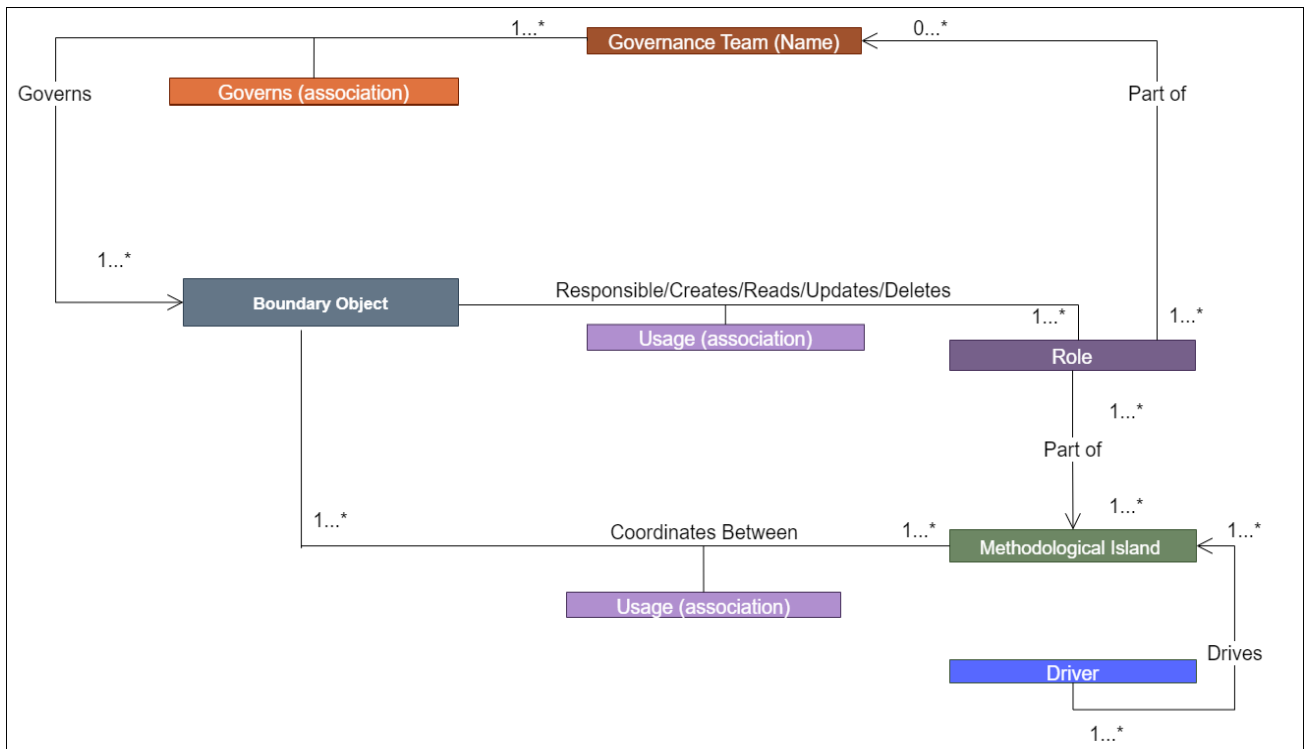 1...*
Governance Team (Name)
0...*
Governs
Governs (association)
Part of
1...*
Boundary Object
Responsible/Creates/Reads/Updates/Deletes
1...*
1...*
Usage (association)
Role
1...*
Part of
1...*
1...*
Coordinates Between
1...*
1...*
Methodological Island
Usage (association)
Drives
Driver
1...*